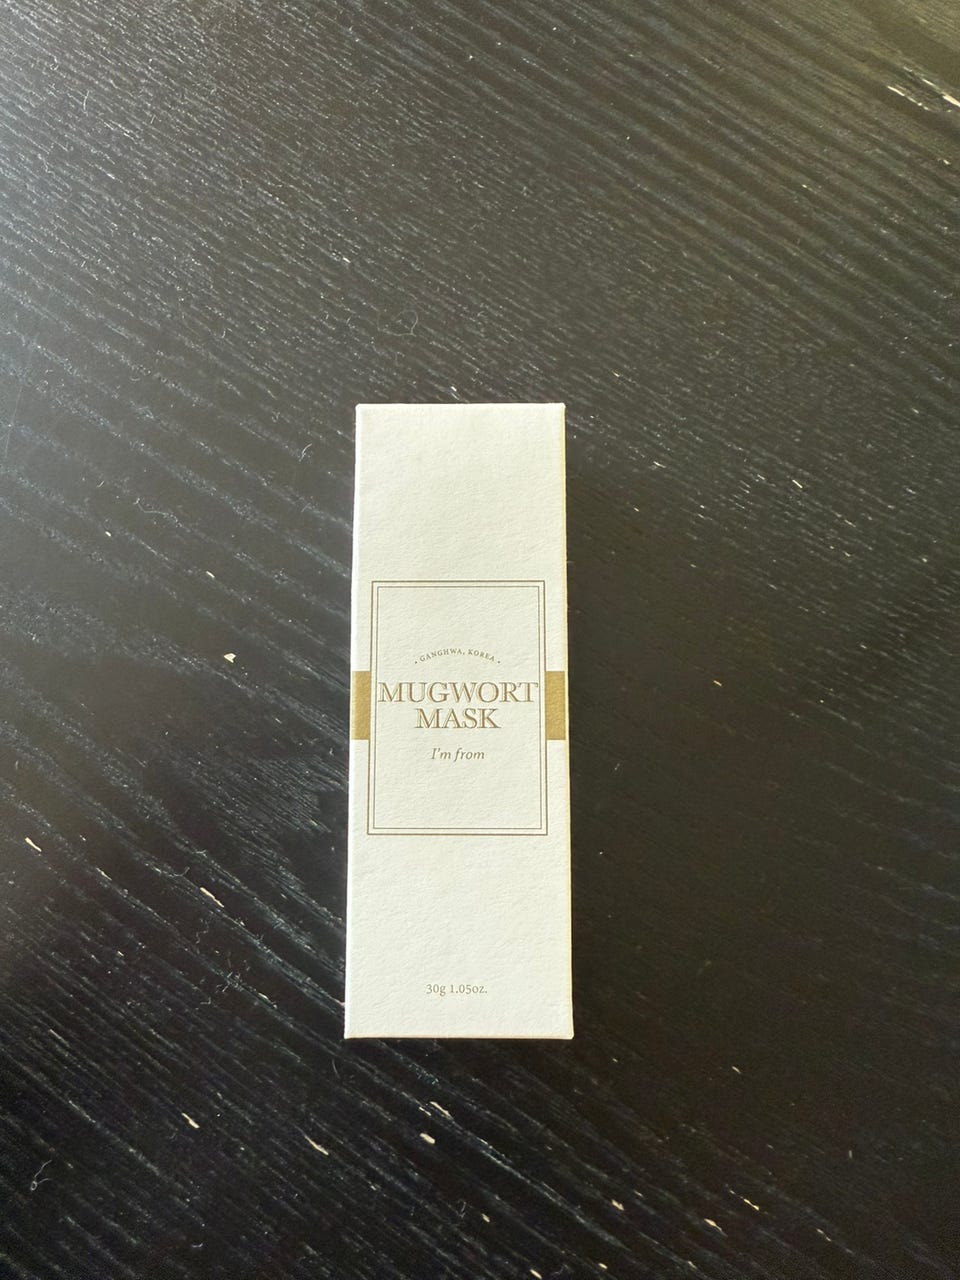 · GANGHWA, KOREA ·
MUGWORT
MASK
I'm from
30g 1.05oz.